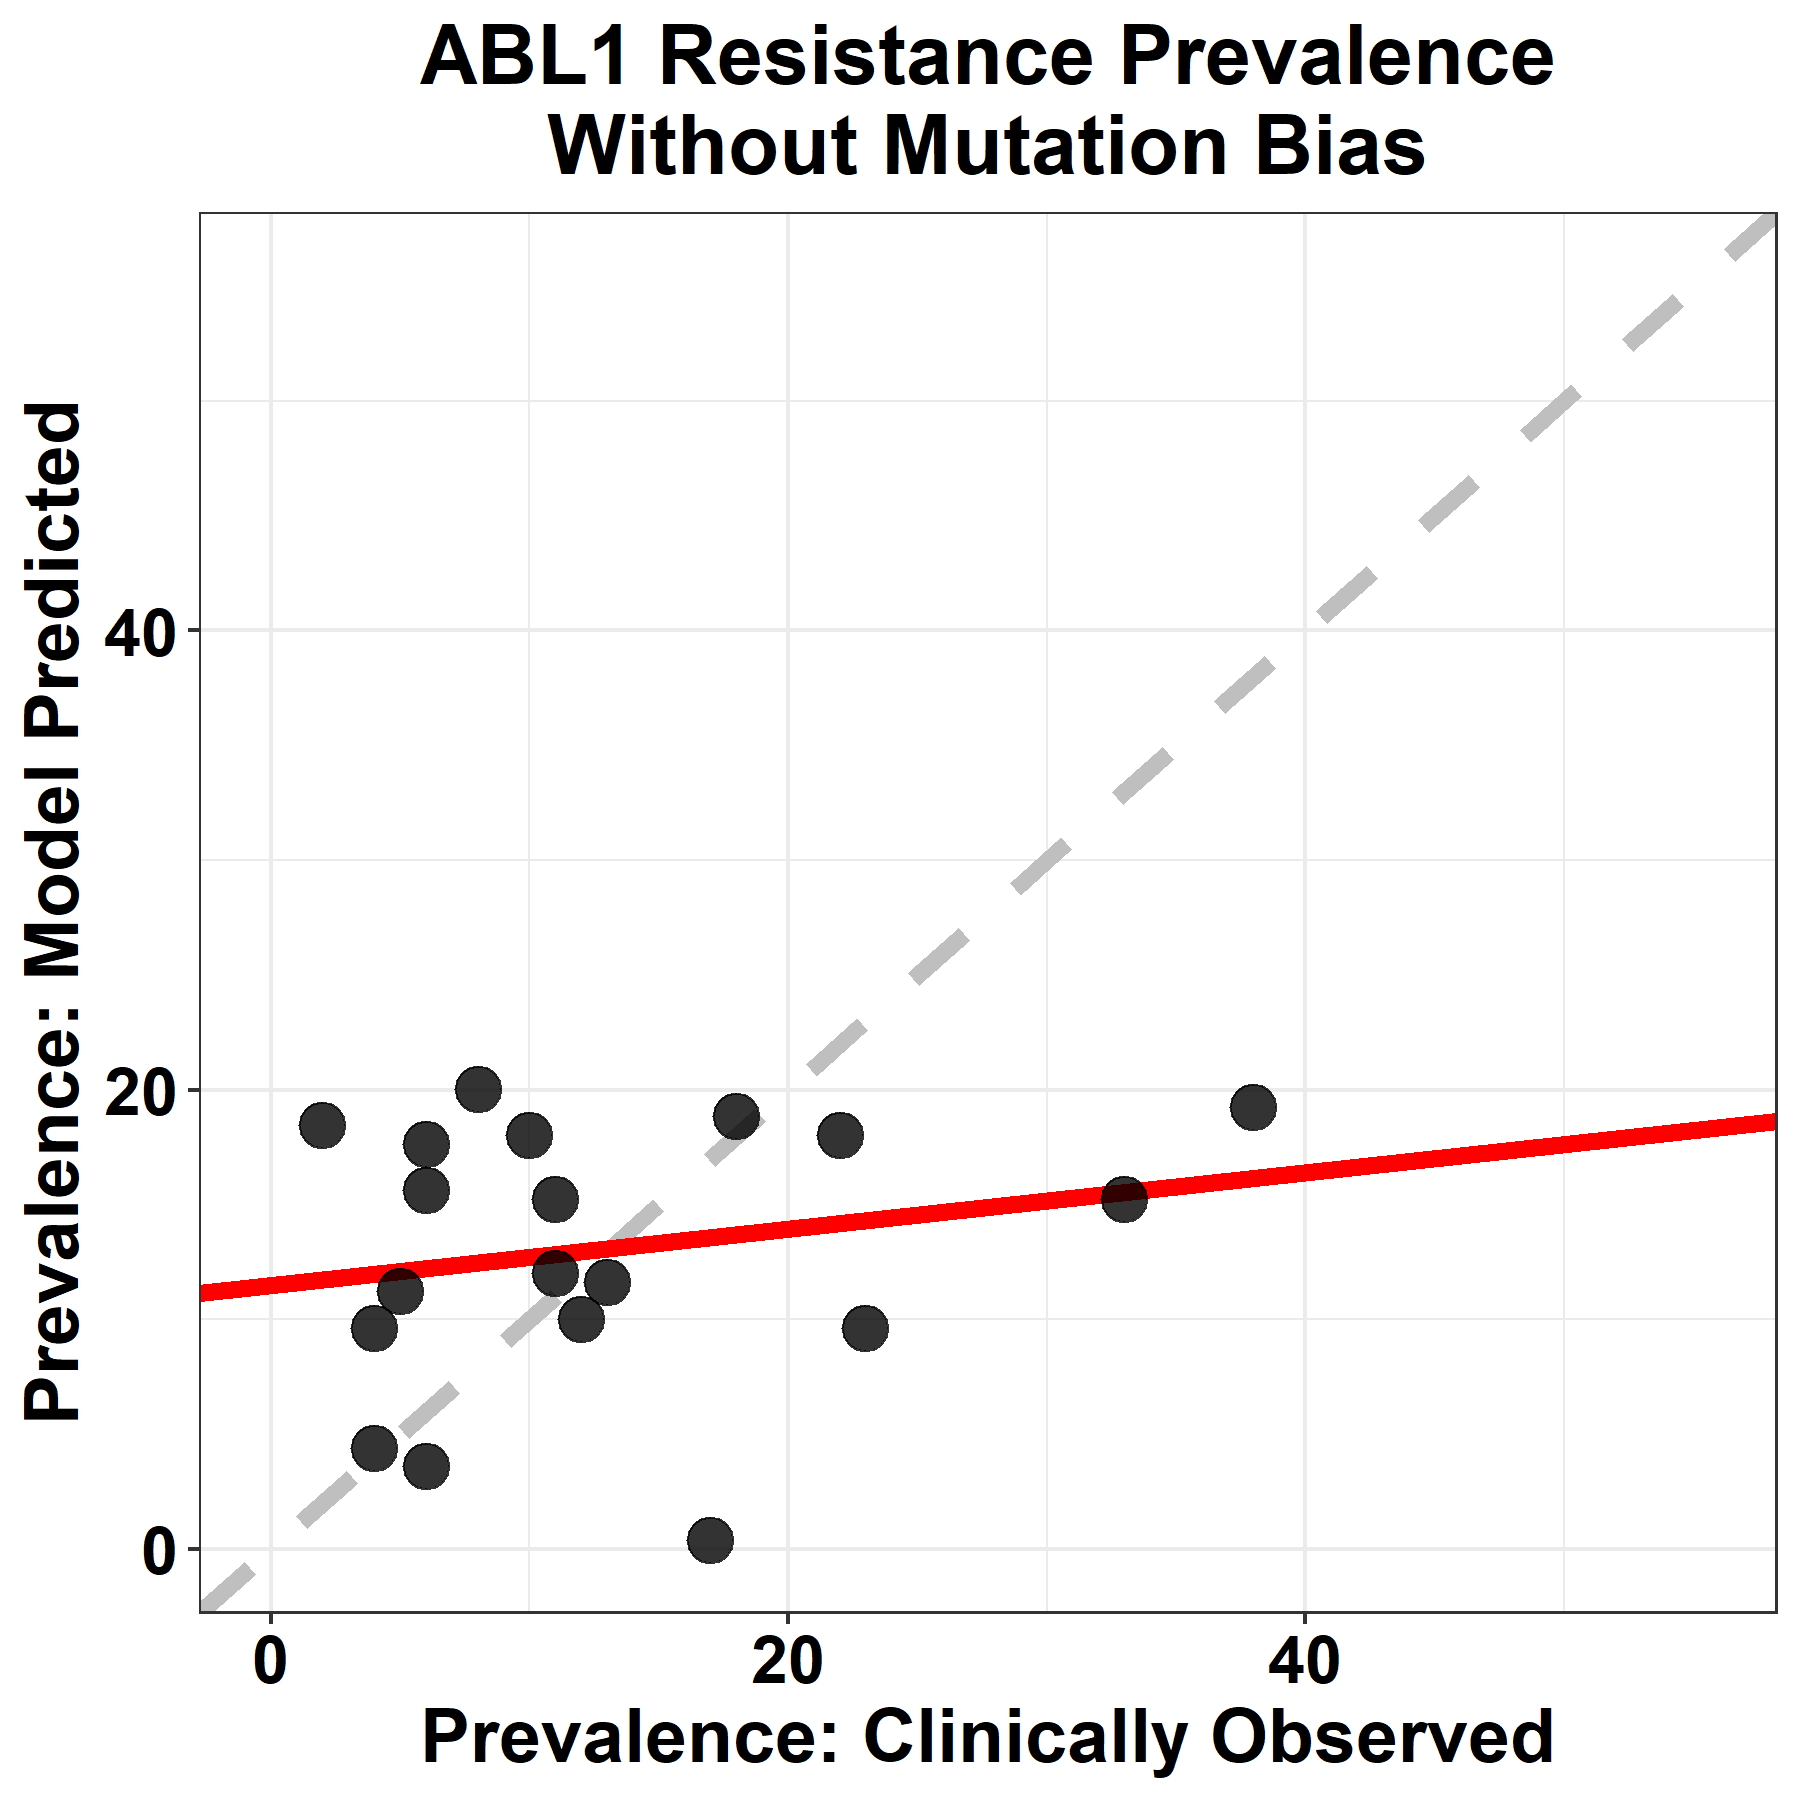 ABL1 Resistance Prevalence
Without Mutation Bias
Prevalence: Model Predicted
40
20
0
0 20 40
Prevalence: Clinically Observed